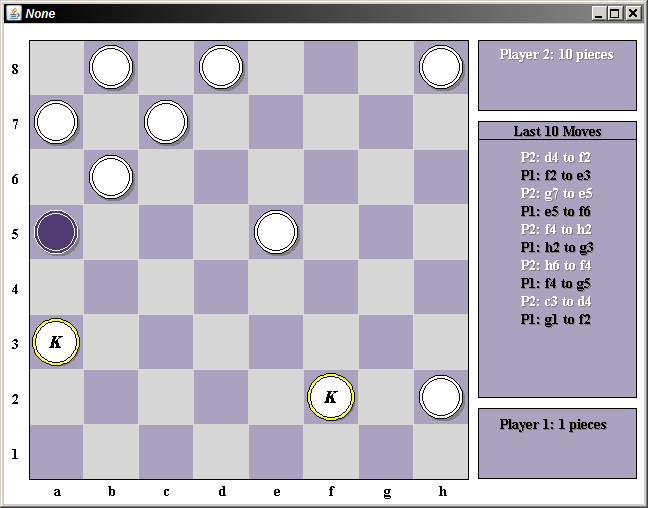 None
8
7
6
5
4
3
2
1
K
K
a b c d e f g h
Player 2: 10 pieces
Last 10 Moves
P2: d4 to f2
P1: f2 to e3
P2: g7 to e5
P1: e5 to f6
P2: f4 to h2
P1: h2 to g3
P2: h6 to f4
P1: f4 to g5
P2: c3 to d4
P1: g1 to f2
Player 1: 1 pieces